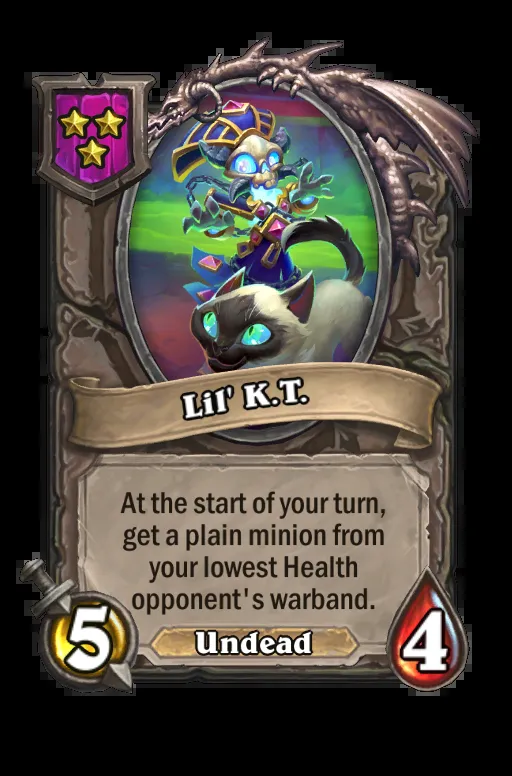 Lil' K.T.
At the start of your turn,
get a plain minion from
your lowest Health
opponent's warband.
5
Undead
4